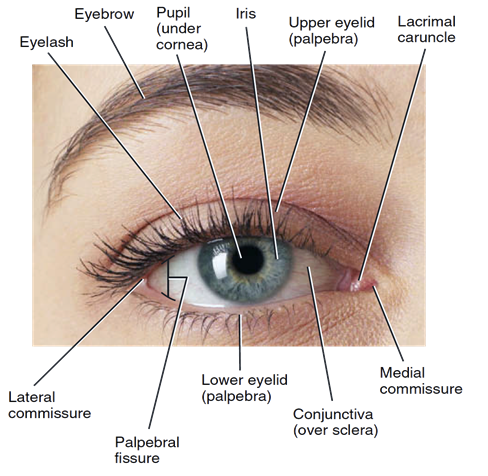 Eyebrow
Pupil
(under
cornea)
Iris
Upper eyelid
(palpebra)
Lacrimal
caruncle
Eyelash
Lateral
commissure
Palpebral
fissure
Lower eyelid
(palpebra)
Conjunctiva
(over sclera)
Medial
commissure